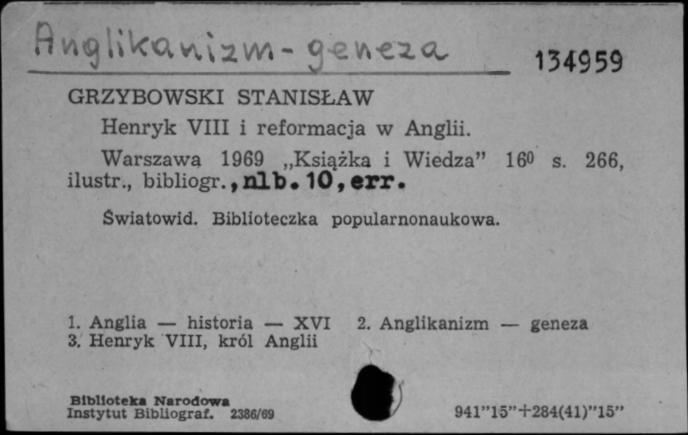 Anglikanizm - geneza
134959
GRZYBOWSKI STANISŁAW
Henryk VIII i reformacja w Anglii.
Warszawa 1969 „Książka i Wiedza” 16⁰ s. 266,
ilustr., bibliogr., nlb. 10, err.
Światowid. Biblioteczka popularnonaukowa.
1. Anglia — historia — XVI 2. Anglikanizm — geneza
3. Henryk VIII, król Anglii
Biblioteka Narodowa
Instytut Bibliograf. 2386/69
941”15”+284(41)”15”